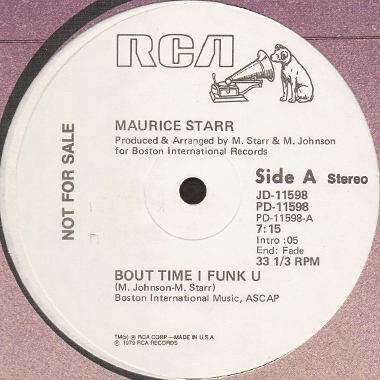 RCA
MAURICE STARR
Produced & Arranged by M. Starr & M. Johnson
for Boston International Records
NOT FOR SALE
Side A Stereo
JD-11598
PD-11598
PD-11598-A
7:15
Intro :05
End: Fade
33 1/3 RPM
BOUT TIME I FUNK U
(M. Johnson-M. Starr)
Boston International Music, ASCAP
TM(s) ® RCA CORP.—MADE IN U.S.A
℗ 1979 RCA RECORDS